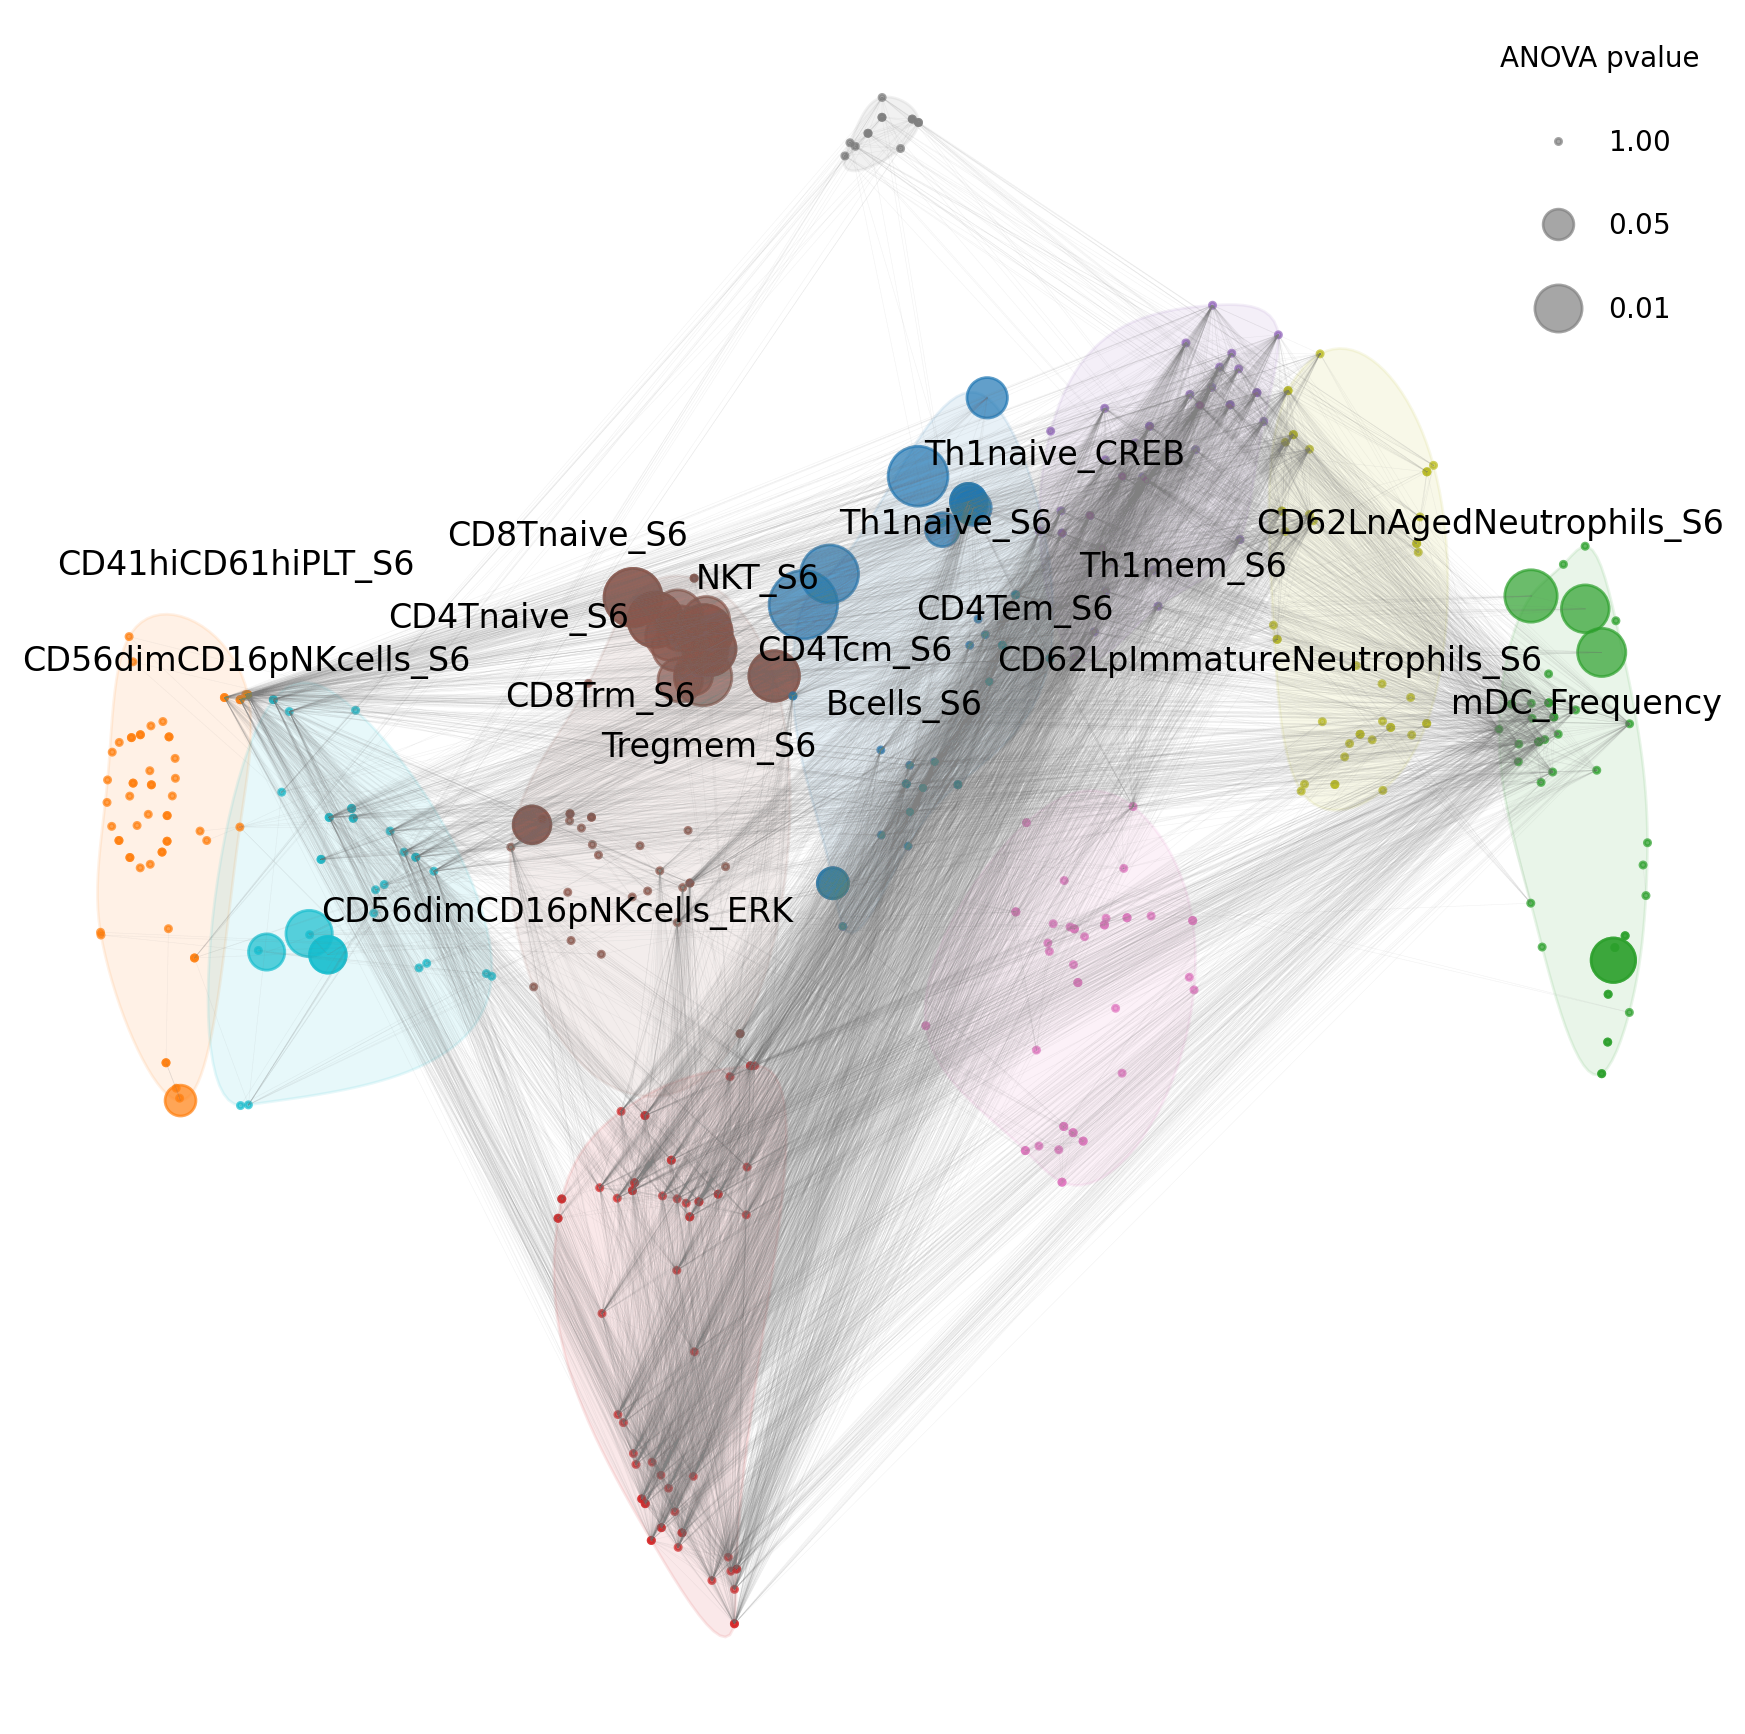 ANOVA pvalue
1.00
0.05
0.01
Th1naive_CREB
CD8Tnaive_S6
Th1naive_S6
CD62LnAgedNeutrophils_S6
CD41hiCD61hiPLT_S6
NKT_S6
Th1mem_S6
CD4Tnaive_S6
CD4Tem_S6
CD56dimCD16pNKcells_S6
CD4Tcm_S6
CD62LpImmatureNeutrophils_S6
CD8Trm_S6
Bcells_S6
mDC_Frequency
Tregmem_S6
CD56dimCD16pNKcells_ERK